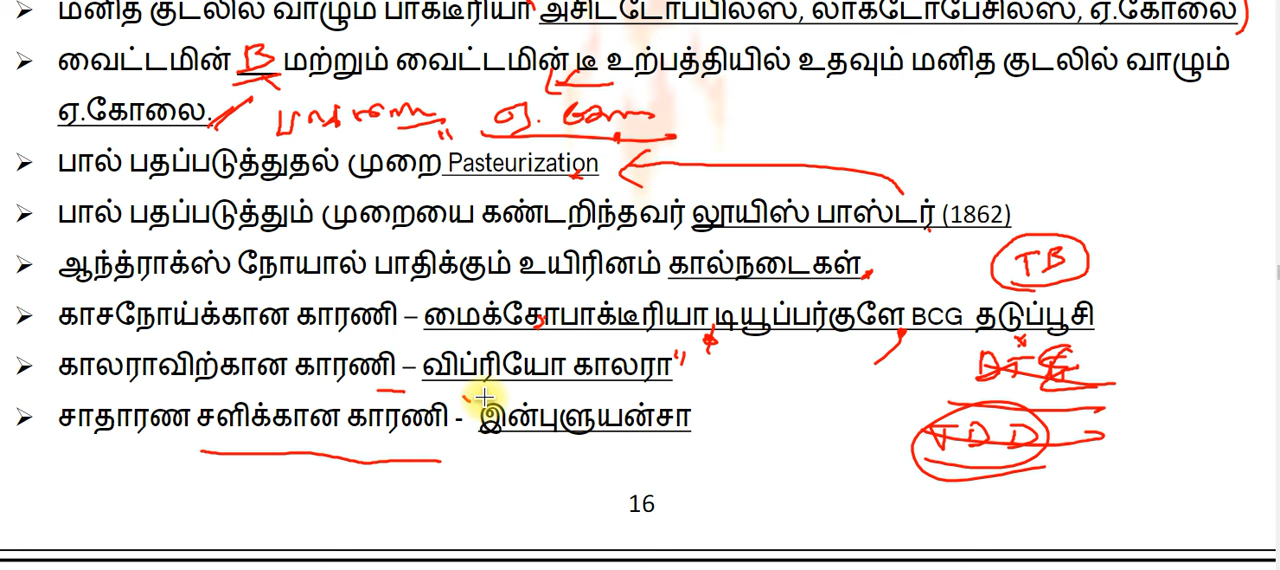 மனித குடலில் வாழும் பாக்டீரியா அசிட்டோப்பிலஸ், லாக்டோபேசிலஸ், ஏ.கோலை
➢ வைட்டமின் B மற்றும் வைட்டமின் டீ உற்பத்தியில் உதவும் மனித குடலில் வாழும்
ஏ.கோலை.
➢ பால் பதப்படுத்துதல் முறை Pasteurization
➢ பால் பதப்படுத்தும் முறையை கண்டறிந்தவர் லூயிஸ் பாஸ்டர் (1862)
➢ ஆந்த்ராக்ஸ் நோயால் பாதிக்கும் உயிரினம் கால்நடைகள். TB
➢ காசநோய்க்கான காரணி – மைக்கோபாக்டீரியா டியூப்பர்குளே BCG தடுப்பூசி
➢ காலராவிற்கான காரணி – விப்ரியோ காலரா
➢ சாதாரண சளிக்கான காரணி - இன்புளுயன்சா
16